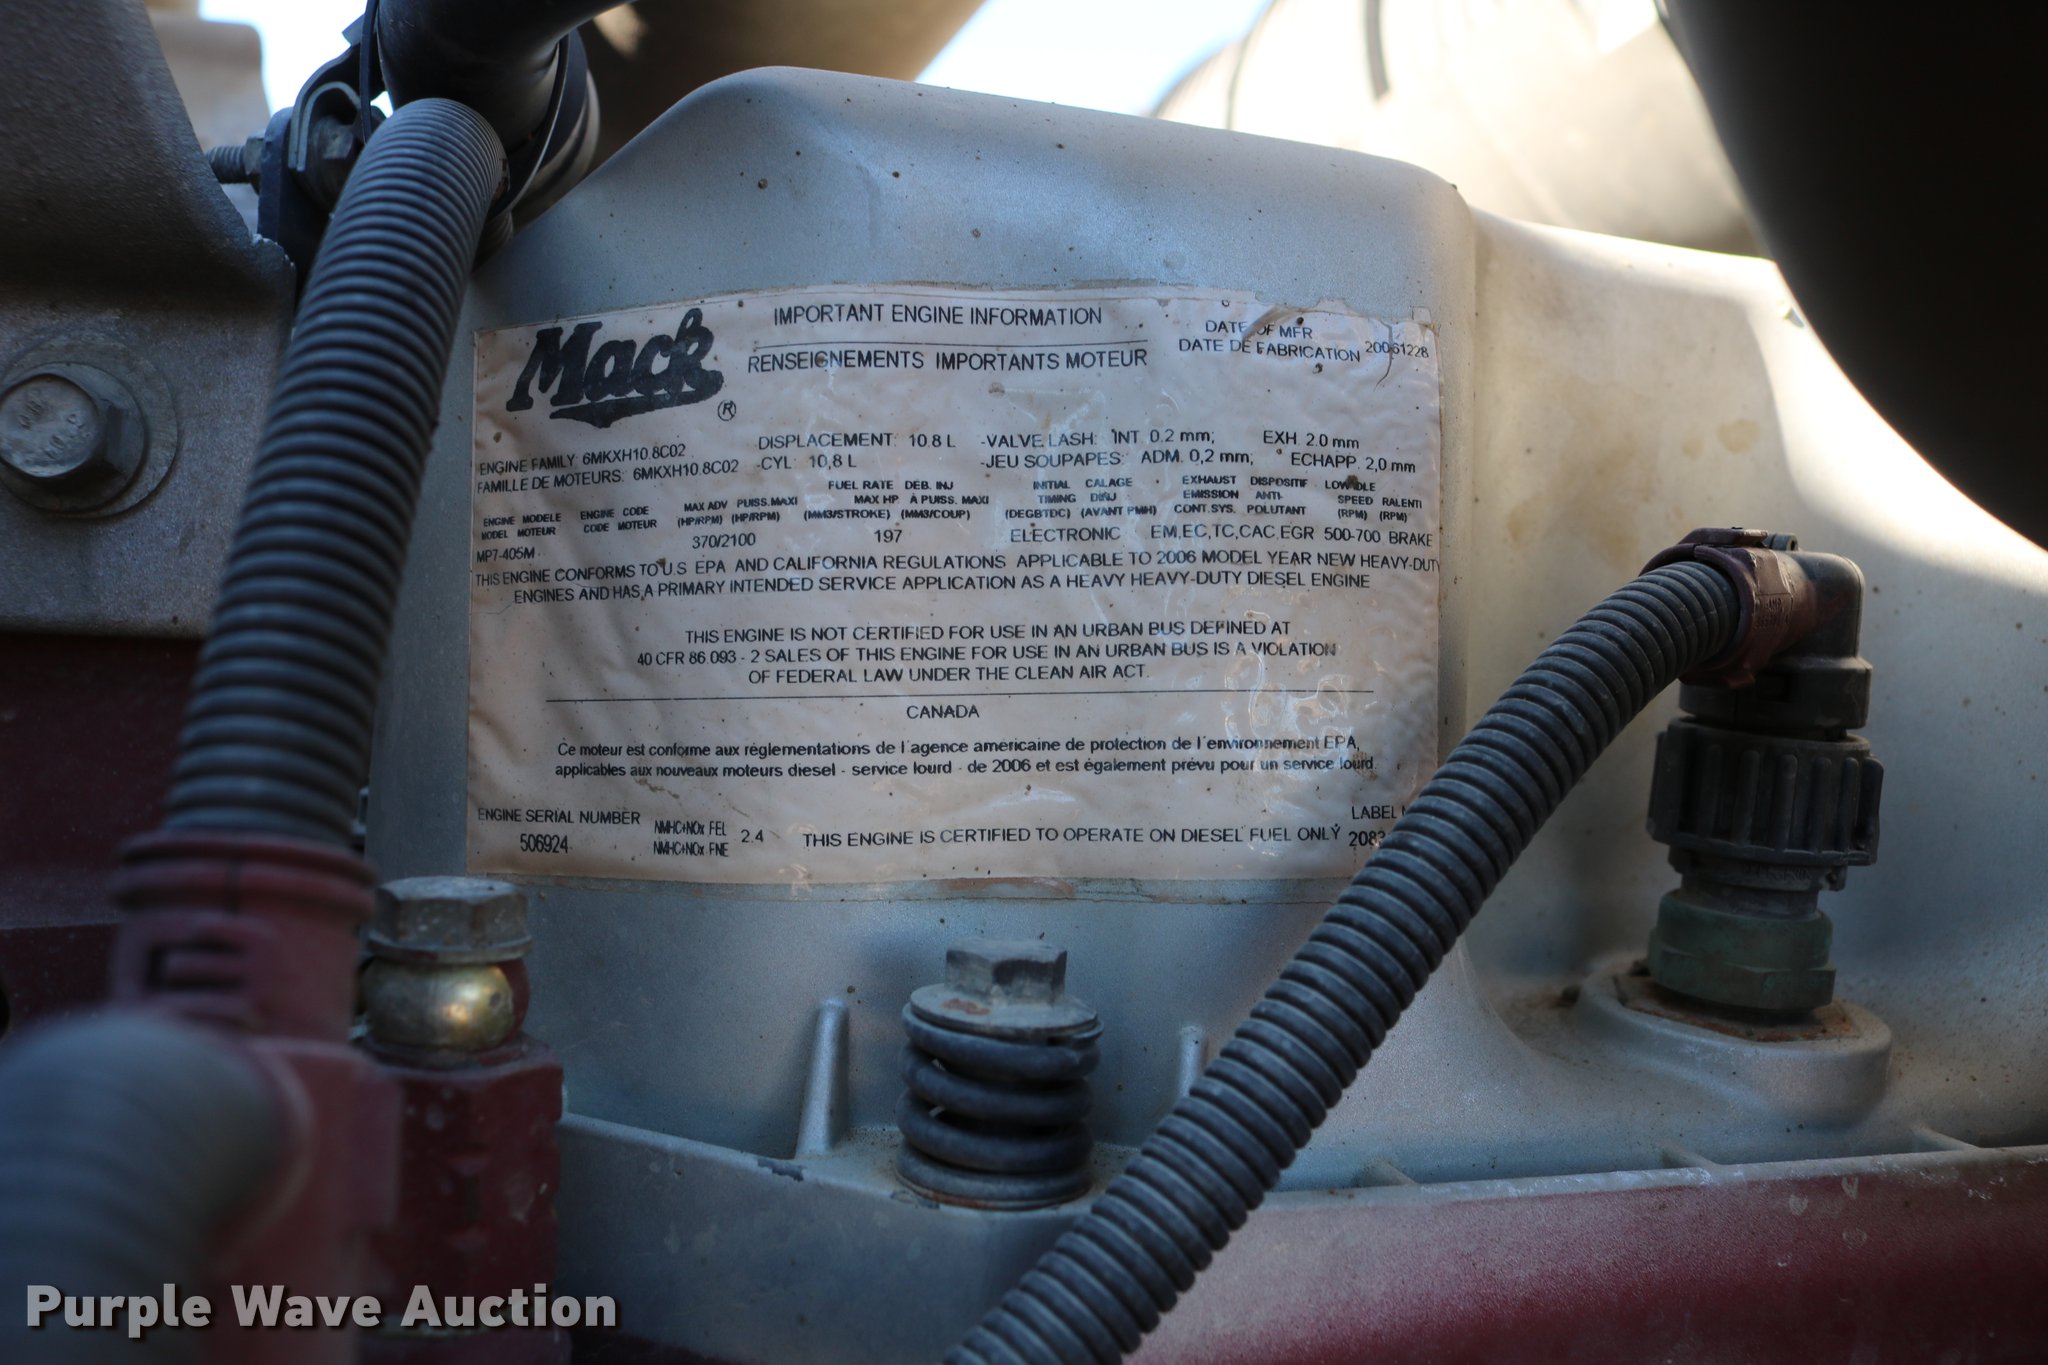 Mack ®
IMPORTANT ENGINE INFORMATION
RENSEIGNEMENTS IMPORTANTS MOTEUR
DATE OF MFR
DATE DE FABRICATION 20061228
ENGINE FAMILY: 6MKXH10.8C02
FAMILLE DE MOTEURS: 6MKXH10.8C02
DISPLACEMENT: 10.8 L
-CYL: 10,8 L
-VALVE LASH: INT. 0.2 mm; EXH. 2.0 mm
-JEU SOUPAPES: ADM. 0,2 mm; ECHAPP. 2,0 mm
ENGINE MODELE
MODEL MOTEUR
MP7-405M
ENGINE CODE
CODE MOTEUR
MAX ADV PUISS.MAXI
(HP/RPM) (HP/RPM)
370/2100
FUEL RATE DÉB. INJ
MAX HP À PUISS. MAXI
(MM3/STROKE) (MM3/COUP)
197
INITIAL CALAGE
TIMING D'INJ
(DEGBTDC) (AVANT PMH)
ELECTRONIC
EXHAUST DISPOSITIF
EMISSION ANTI-
CONT.SYS. POLLUTANT
EM,EC,TC,CAC,EGR
LOW IDLE
SPEED RALENTI
(RPM) (RPM)
500-700 BRAKE
THIS ENGINE CONFORMS TO U.S EPA AND CALIFORNIA REGULATIONS APPLICABLE TO 2006 MODEL YEAR NEW HEAVY-DUTY
ENGINES AND HAS A PRIMARY INTENDED SERVICE APPLICATION AS A HEAVY HEAVY-DUTY DIESEL ENGINE
THIS ENGINE IS NOT CERTIFIED FOR USE IN AN URBAN BUS DEFINED AT
40 CFR 86.093 - 2 SALES OF THIS ENGINE FOR USE IN AN URBAN BUS IS A VIOLATION
OF FEDERAL LAW UNDER THE CLEAN AIR ACT.
CANADA
Ce moteur est conforme aux réglementations de l'agence américaine de protection de l'environnement EPA,
applicables aux nouveaux moteurs diesel - service lourd - de 2006 et est également prévu pour un service lourd.
ENGINE SERIAL NUMBER
506924
NMHC+NOx FEL
NMHC+NOx FNE
2.4
THIS ENGINE IS CERTIFIED TO OPERATE ON DIESEL FUEL ONLY
LABEL
Purple Wave Auction